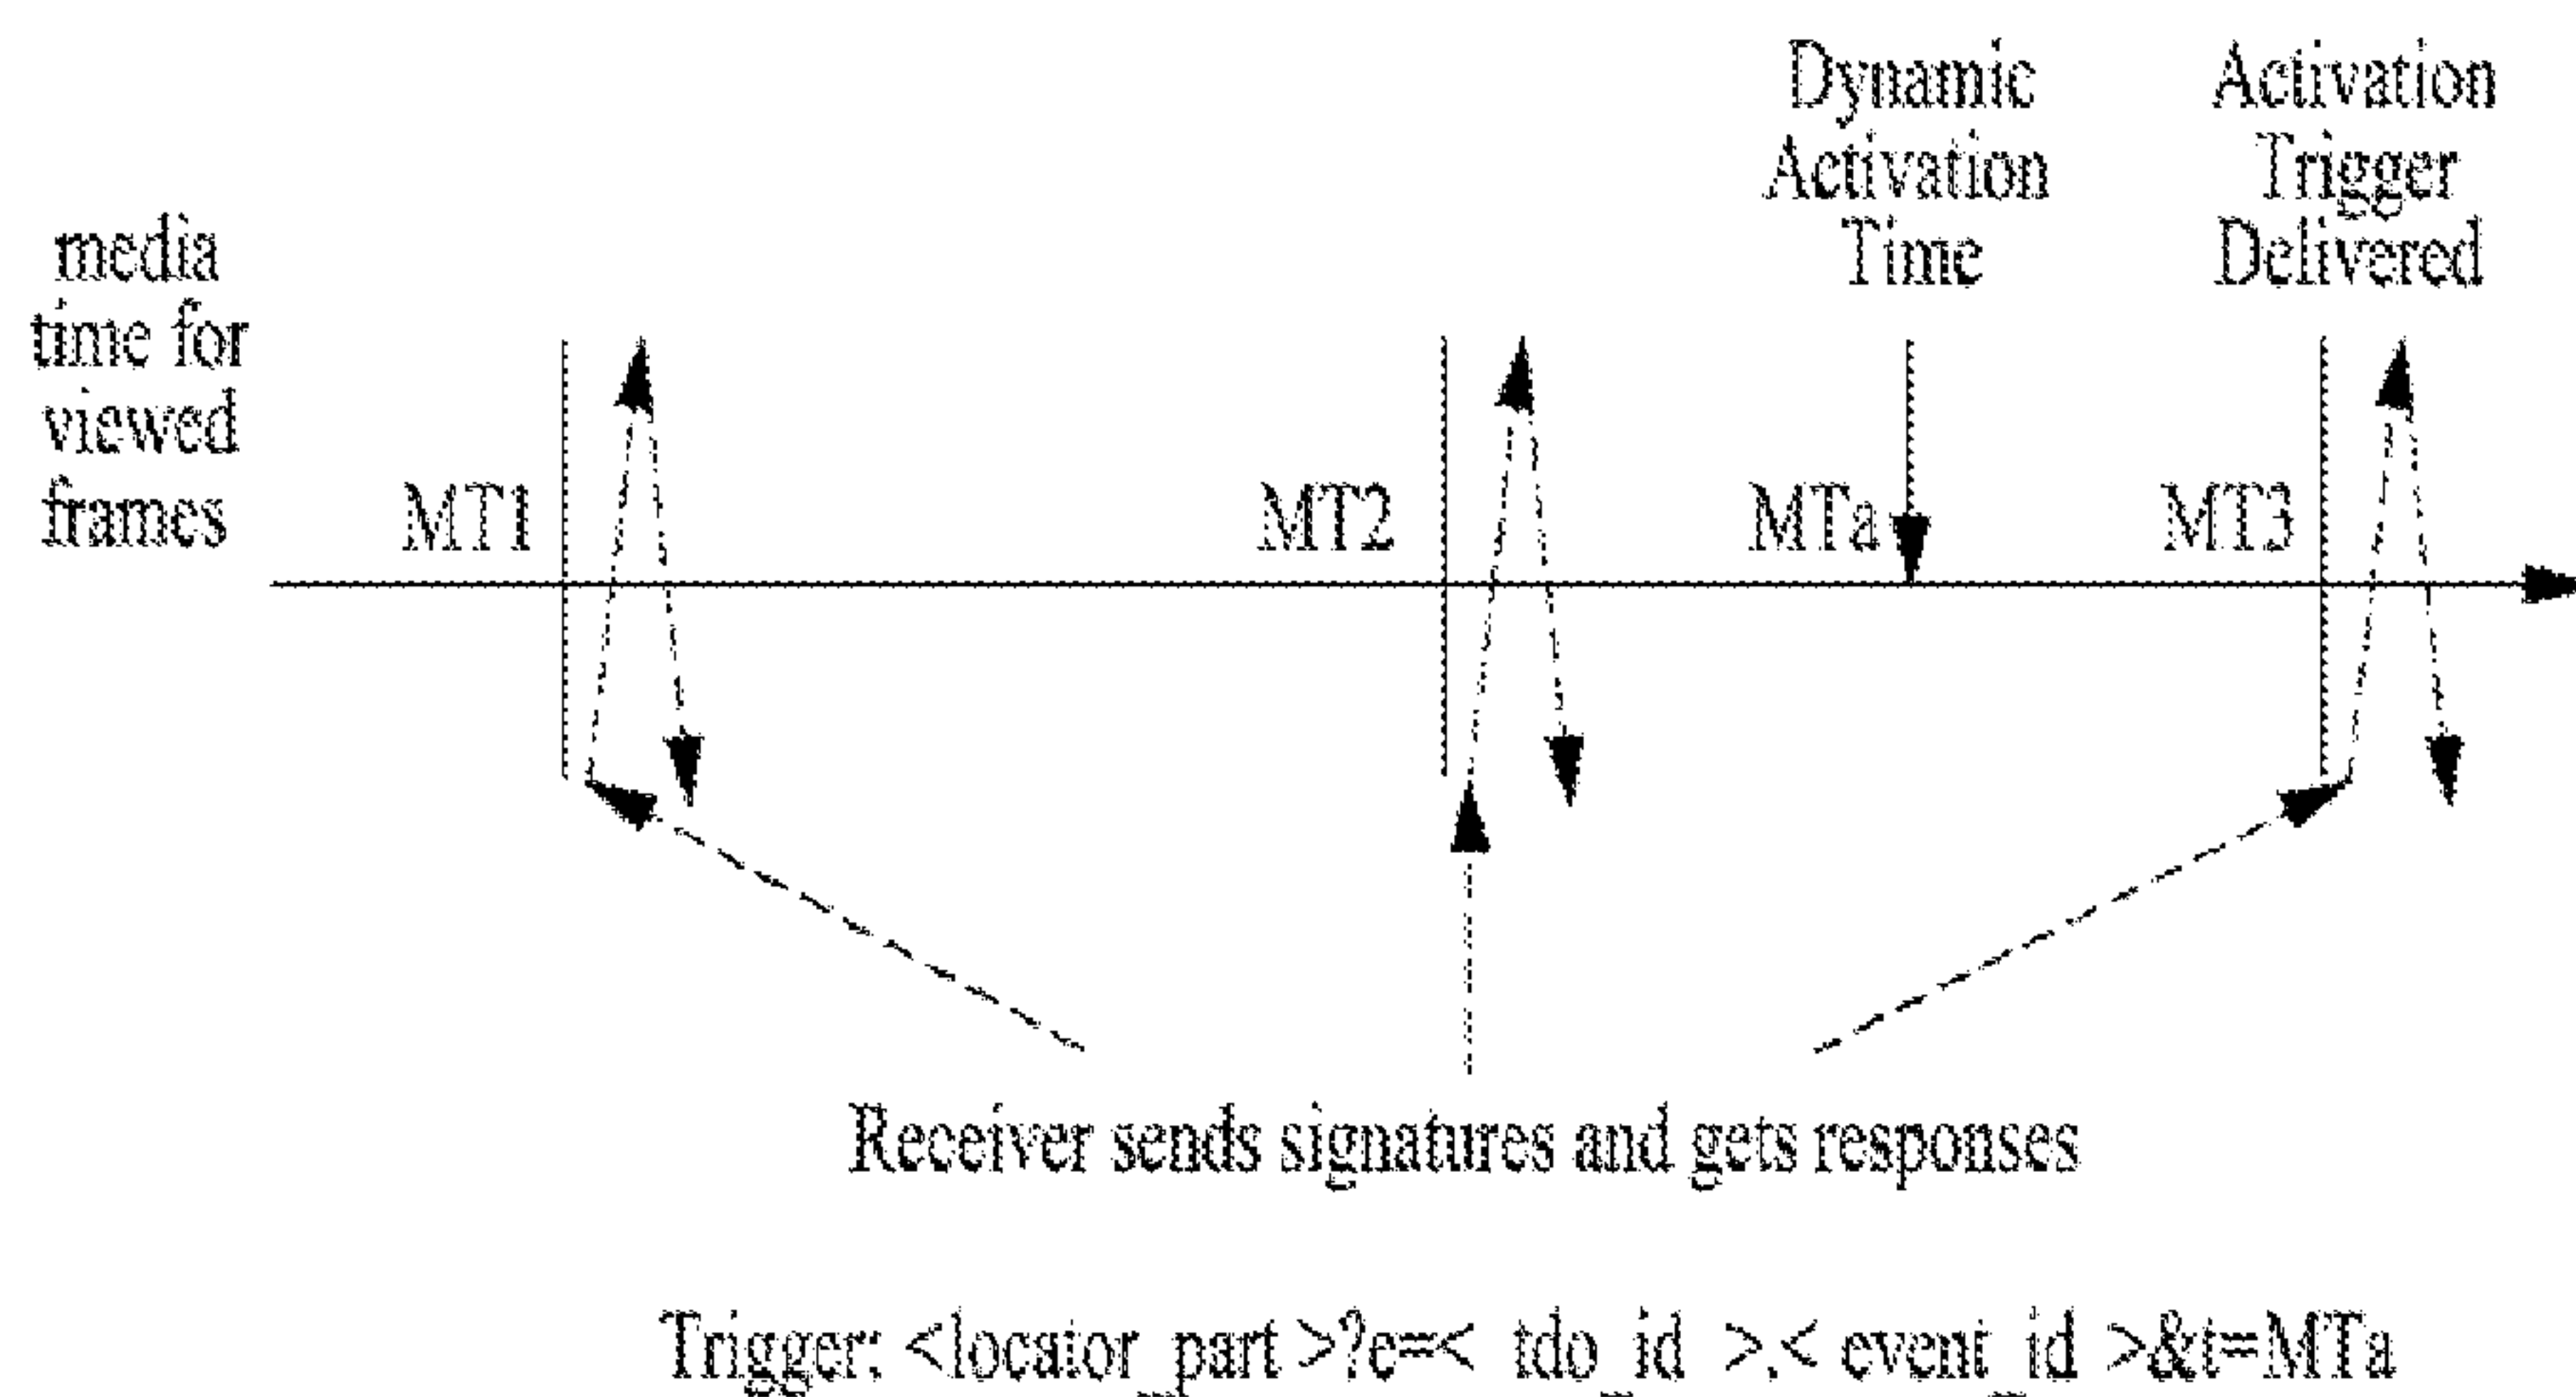 Dynamic
Activation
Time
Activation
Trigger
Delivered
media
time for
viewed
frames
MT1
MT2
MTa
MT3
Receiver sends signatures and gets responses
Trigger: <locator_part >?e=< tdo_id >.< event_id >&t=MTa